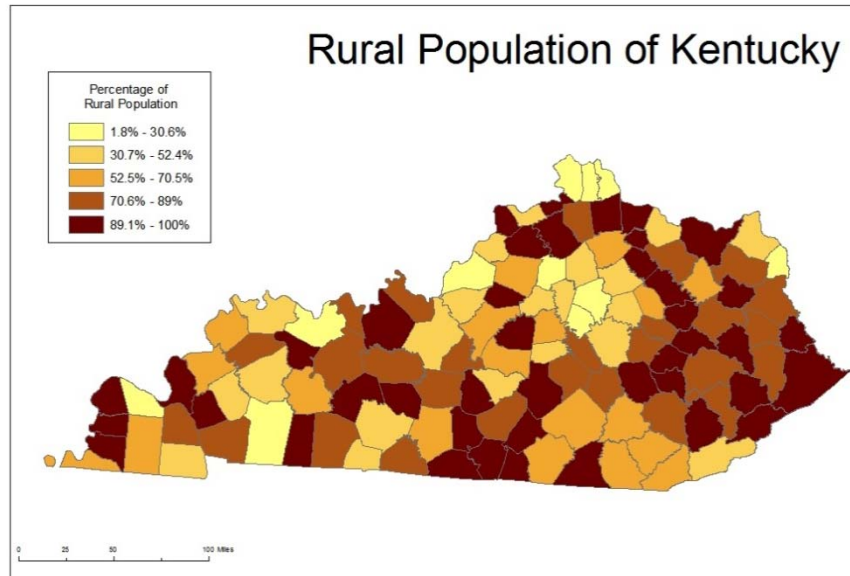 Rural Population of Kentucky
Percentage of
Rural Population
1.8% - 30.6%
30.7% - 52.4%
52.5% - 70.5%
70.6% - 89%
89.1% - 100%
0 25 50 100 Miles